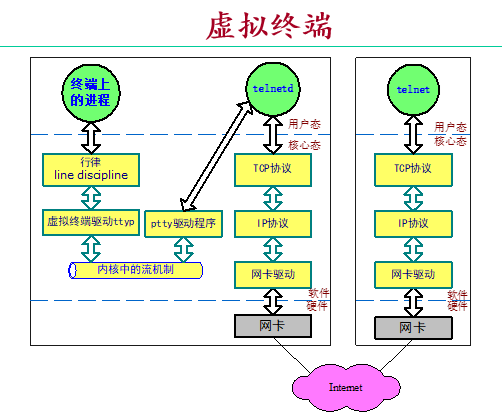 虚拟终端
终端上
的进程
telnetd
telnet
用户态
核心态
用户态
核心态
行律
line discipline
TCP协议
TCP协议
虚拟终端驱动ttyp
ptty驱动程序
IP协议
IP协议
内核中的流机制
网卡驱动
网卡驱动
软件
硬件
软件
硬件
网卡
网卡
Internet